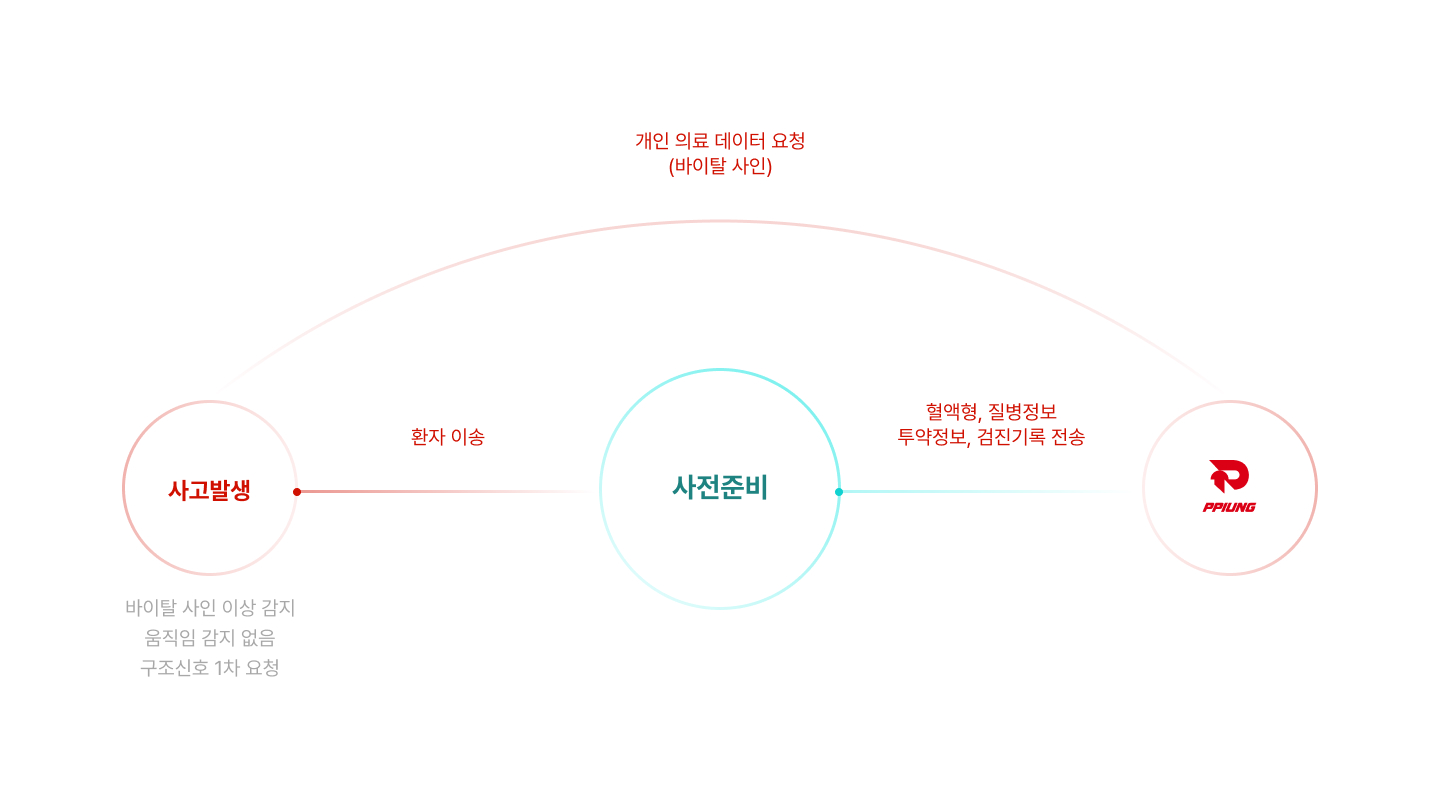 개인 의료 데이터 요청
(바이탈 사인)
환자 이송
혈액형, 질병정보
투약정보, 검진기록 전송
사고발생
사전준비
PPIUNG
바이탈 사인 이상 감지
움직임 감지 없음
구조신호 1차 요청